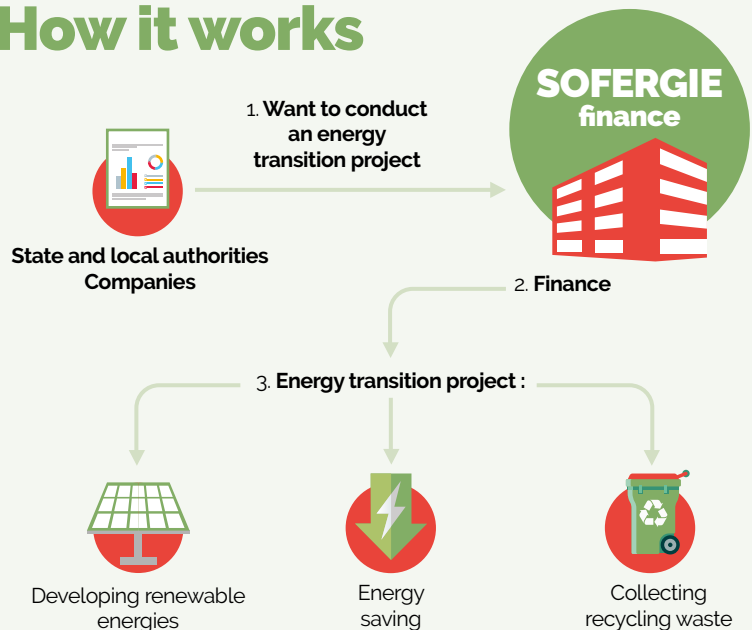 How it works
SOFERGIE
finance
1. Want to conduct
an energy
transition project
State and local authorities
Companies
2. Finance
3. Energy transition project :
Developing renewable
energies
Energy
saving
Collecting
recycling waste